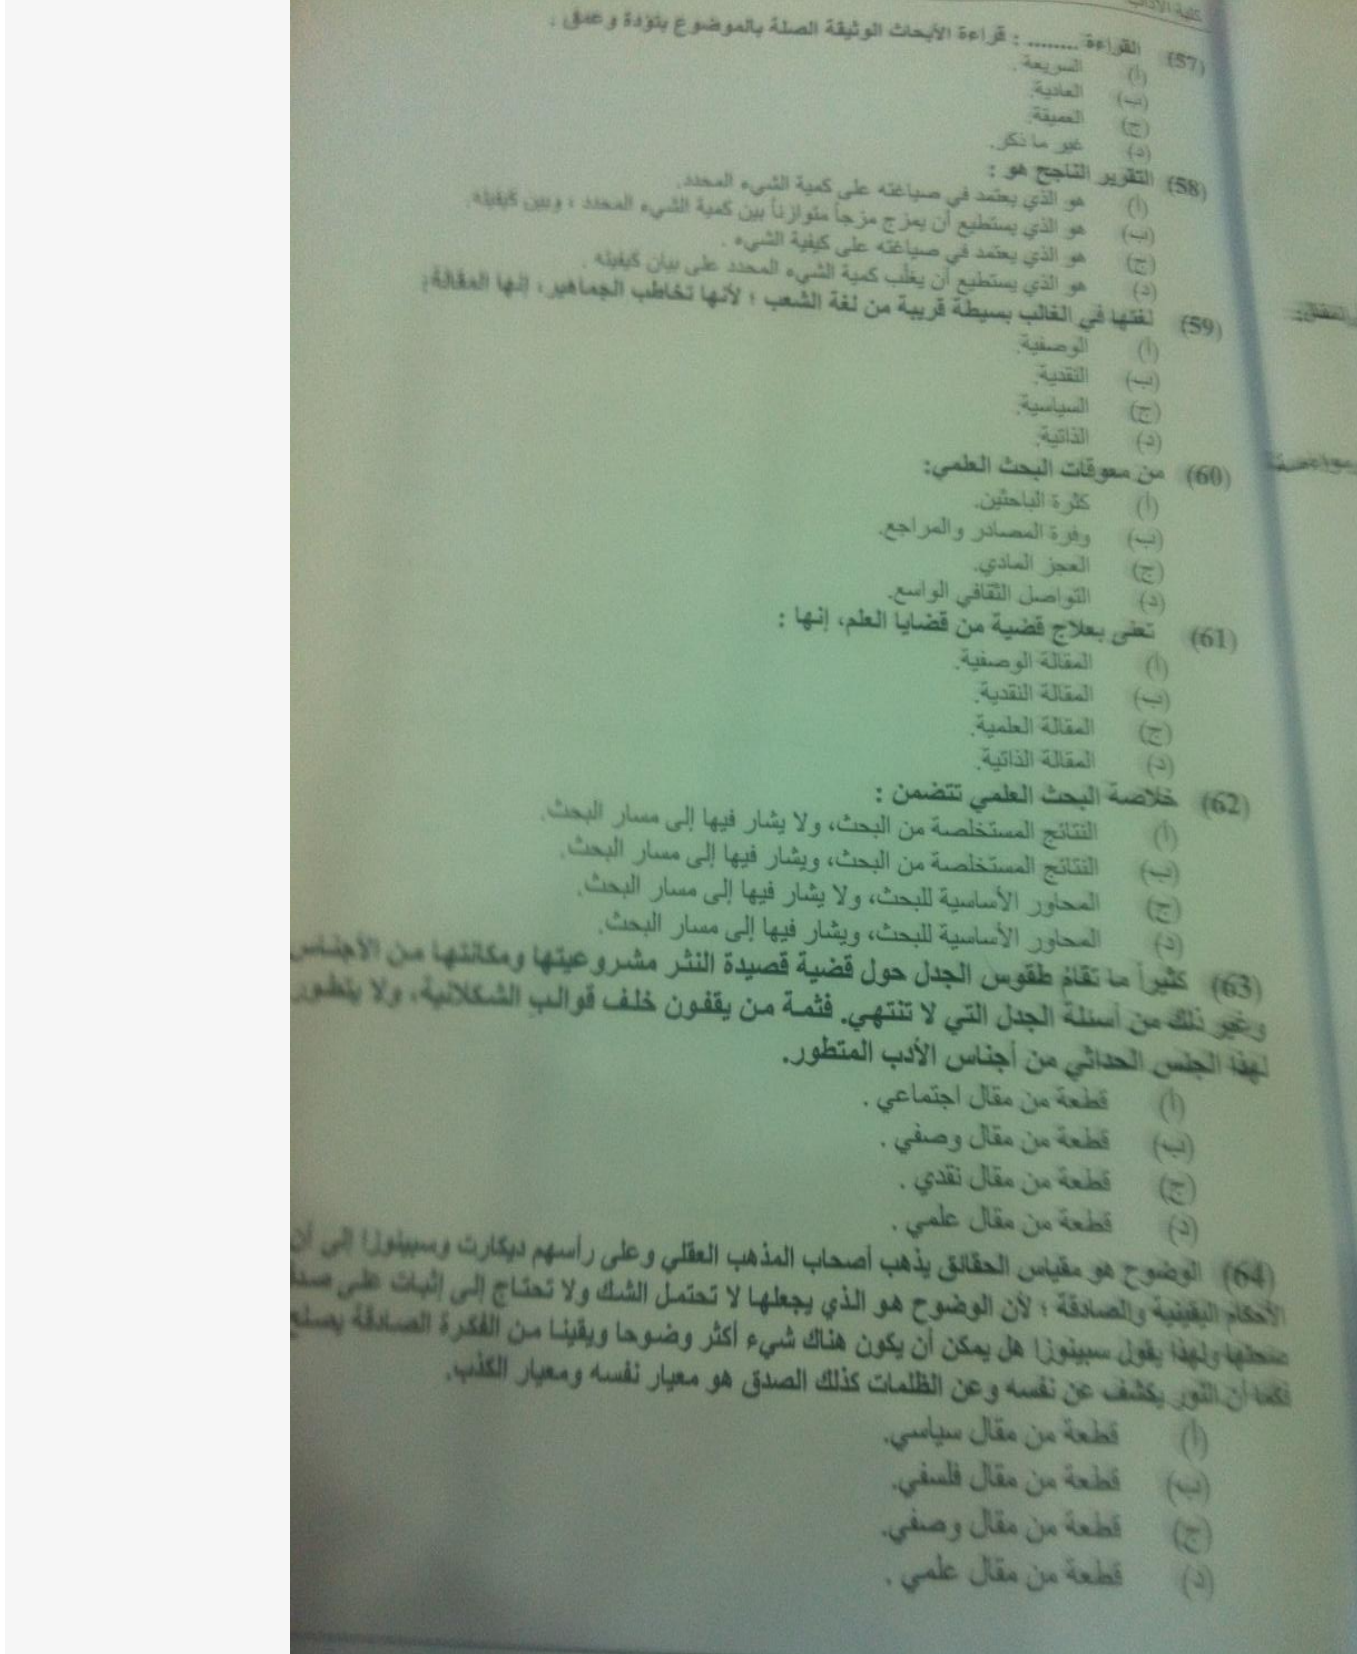 كلية الآداب
(57) القراءة ........ : قراءة الأبحاث الوثيقة الصلة بالموضوع بتؤدة وعمق .
(أ) السريعة.
(ب) العادية.
(ج) العميقة.
(د) غير ما ذكر.
(58) التقرير الناجح هو :
(أ) هو الذي يعتمد في صياغته على كمية الشيء المحدد.
(ب) هو الذي يستطيع أن يمزج مزجاً متوازناً بين كمية الشيء المحدد ، وبين كيفيته.
(ج) هو الذي يعتمد في صياغته على كيفية الشيء .
(د) هو الذي يستطيع أن يغلّب كمية الشيء المحدد على بيان كيفيته .
(59) لغتها في الغالب بسيطة قريبة من لغة الشعب ؛ لأنها تخاطب الجماهير، إنها المقالة:
(أ) الوصفية.
(ب) النقدية.
(ج) السياسية.
(د) الذاتية.
(60) من معوقات البحث العلمي:
(أ) كثرة الباحثين.
(ب) وفرة المصادر والمراجع.
(ج) العجز المادي.
(د) التواصل الثقافي الواسع.
(61) تعنى بعلاج قضية من قضايا العلم، إنها :
(أ) المقالة الوصفية.
(ب) المقالة النقدية.
(ج) المقالة العلمية.
(د) المقالة الذاتية.
(62) خلاصة البحث العلمي تتضمن :
(أ) النتائج المستخلصة من البحث، ولا يشار فيها إلى مسار البحث.
(ب) النتائج المستخلصة من البحث، ويشار فيها إلى مسار البحث.
(ج) المحاور الأساسية للبحث، ولا يشار فيها إلى مسار البحث.
(د) المحاور الأساسية للبحث، ويشار فيها إلى مسار البحث.
(63) كثيراً ما تقام طقوس الجدل حول قضية قصيدة النثر مشروعيتها ومكانتها من الأجناس
وغير ذلك من أسئلة الجدل التي لا تنتهي. فثمة من يقفون خلف قوالب الشكلانية، ولا
لهذا الجنس الحداثي من أجناس الأدب المتطور.
(أ) قطعة من مقال اجتماعي .
(ب) قطعة من مقال وصفي .
(ج) قطعة من مقال نقدي .
(د) قطعة من مقال علمي .
(64) الوضوح هو مقياس الحقائق يذهب أصحاب المذهب العقلي وعلى رأسهم ديكارت وسبينوزا إلى أن
الأحكام اليقينية والصادقة ؛ لأن الوضوح هو الذي يجعلها لا تحتمل الشك ولا تحتاج إلى إثبات على
صحتها ولهذا يقول سبينوزا هل يمكن أن يكون هناك شيء أكثر وضوحا ويقينا من الفكرة الصادقة يصلح
فكما أن النور يكشف عن نفسه وعن الظلمات كذلك الصدق هو معيار نفسه ومعيار الكذب.
(أ) قطعة من مقال سياسي.
(ب) قطعة من مقال فلسفي.
(ج) قطعة من مقال وصفي.
(د) قطعة من مقال علمي .